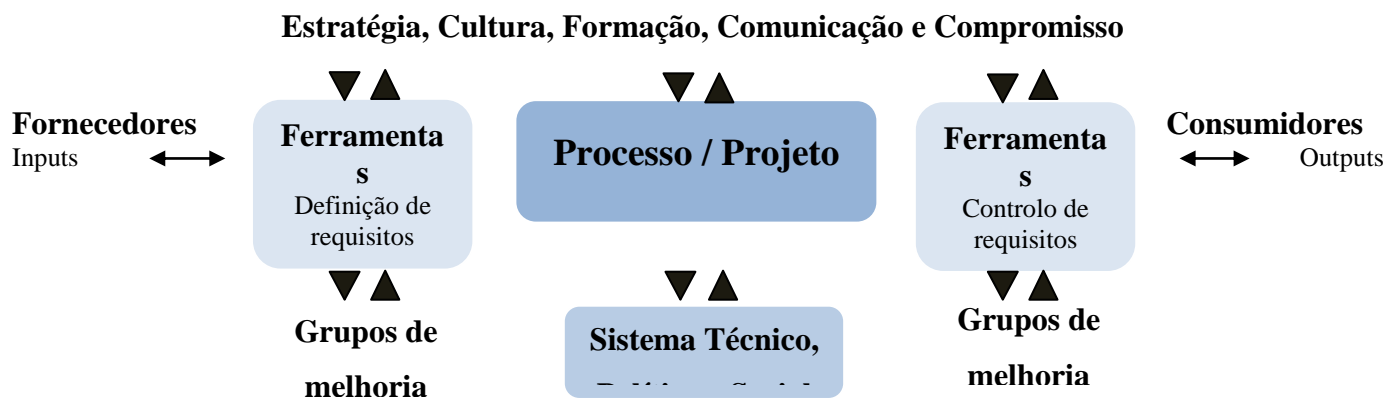 Estratégia, Cultura, Formação, Comunicação e Compromisso
Fornecedores
Inputs
Ferramenta
s
Definição de
requisitos
Processo / Projeto
Ferramenta
s
Controlo de
requisitos
Consumidores
Outputs
Grupos de
melhoria
Sistema Técnico,
Grupos de
melhoria